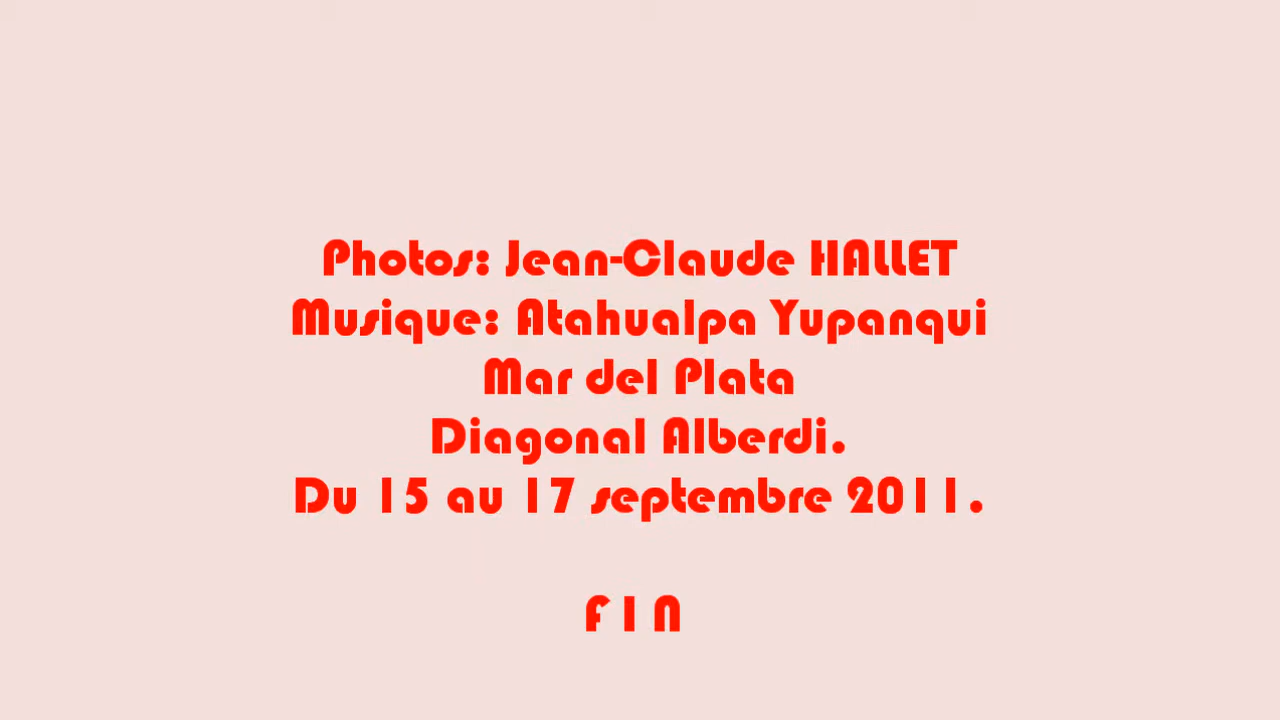 Photos: Jean-Claude HALLET
Musique: Atahualpa Yupanqui
Mar del Plata
Diagonal Alberdi.
Du 15 au 17 septembre 2011.
F I N